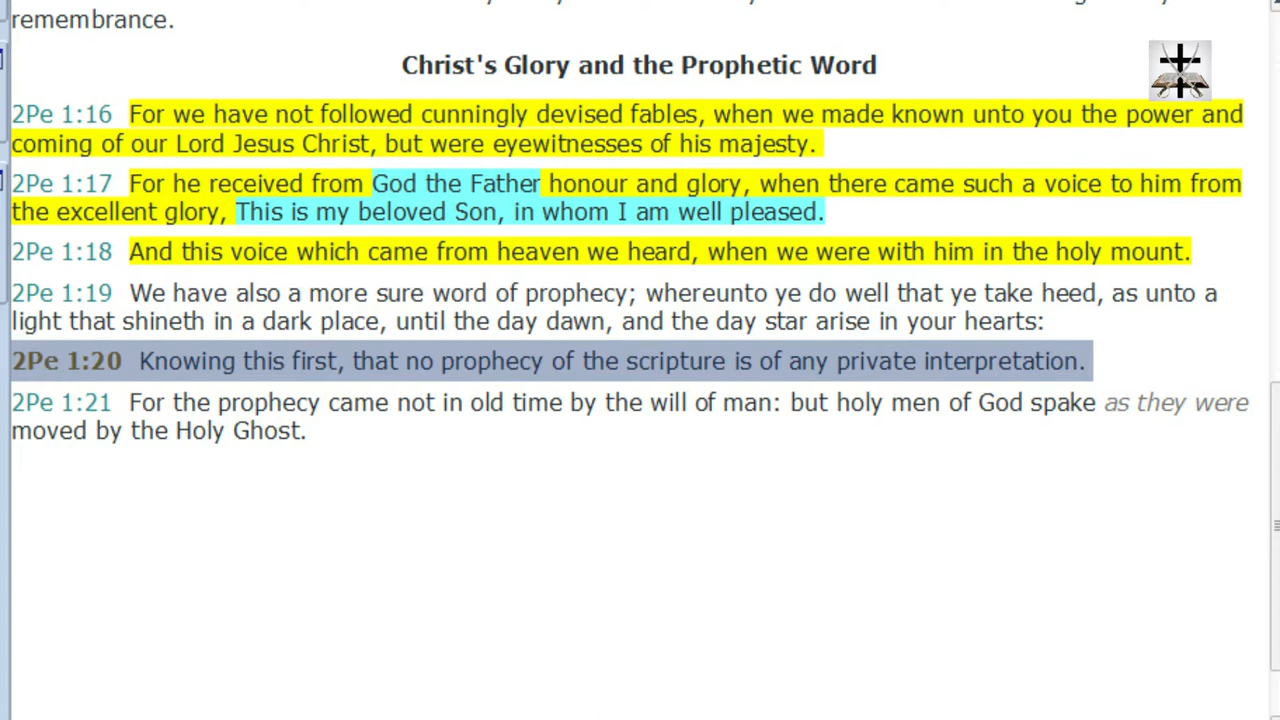 remembrance.
Christ's Glory and the Prophetic Word
2Pe 1:16 For we have not followed cunningly devised fables, when we made known unto you the power and
coming of our Lord Jesus Christ, but were eyewitnesses of his majesty.
2Pe 1:17 For he received from God the Father honour and glory, when there came such a voice to him from
the excellent glory, This is my beloved Son, in whom I am well pleased.
2Pe 1:18 And this voice which came from heaven we heard, when we were with him in the holy mount.
2Pe 1:19 We have also a more sure word of prophecy; whereunto ye do well that ye take heed, as unto a
light that shineth in a dark place, until the day dawn, and the day star arise in your hearts:
2Pe 1:20 Knowing this first, that no prophecy of the scripture is of any private interpretation.
2Pe 1:21 For the prophecy came not in old time by the will of man: but holy men of God spake as they were
moved by the Holy Ghost.